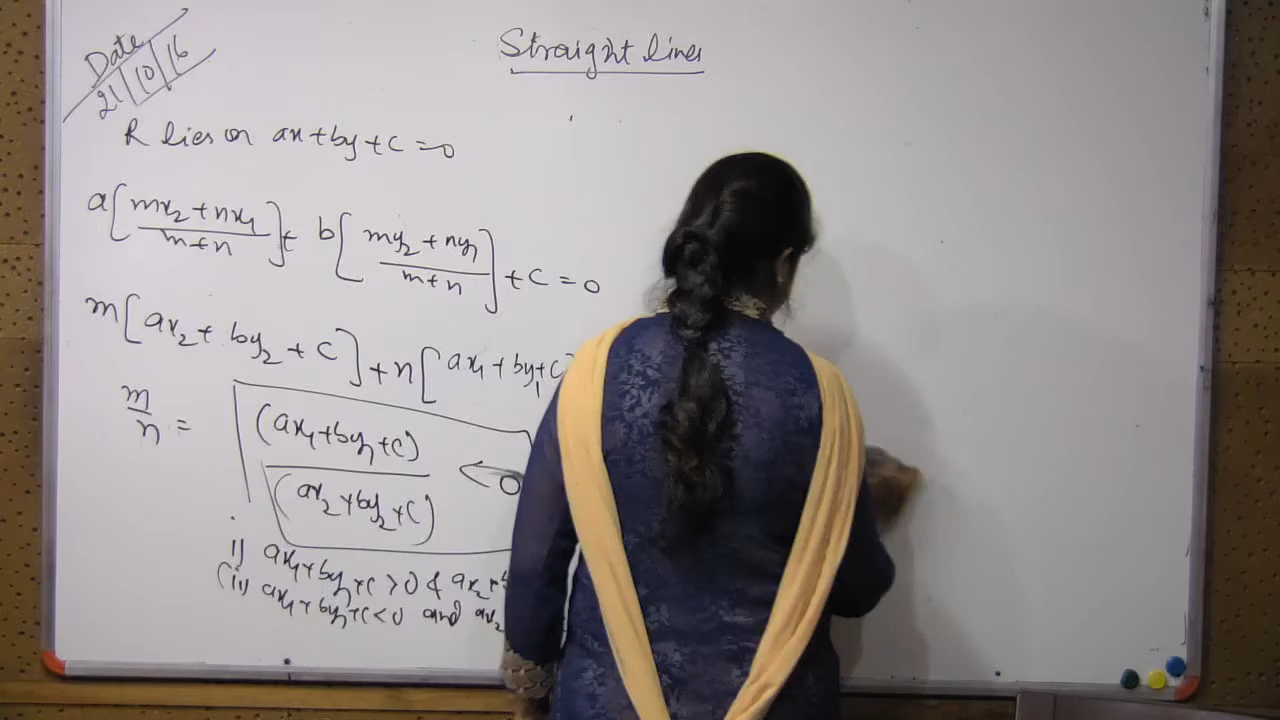 Date
21/10/16
Straight lines
R lies on ax+by+c=0
a[mx₂+nx₁/m+n]+ b[my₂+ny₁/m+n]+c=0
m[ax₂+by₂+c]+n[ax₁+by₁+c
m/n = (ax₁+by₁+c)/(ax₂+by₂+c) <0
i) ax₁+by₁+c>0 & ax₂+
(ii) ax₁+by₁+c<0 and ax₂